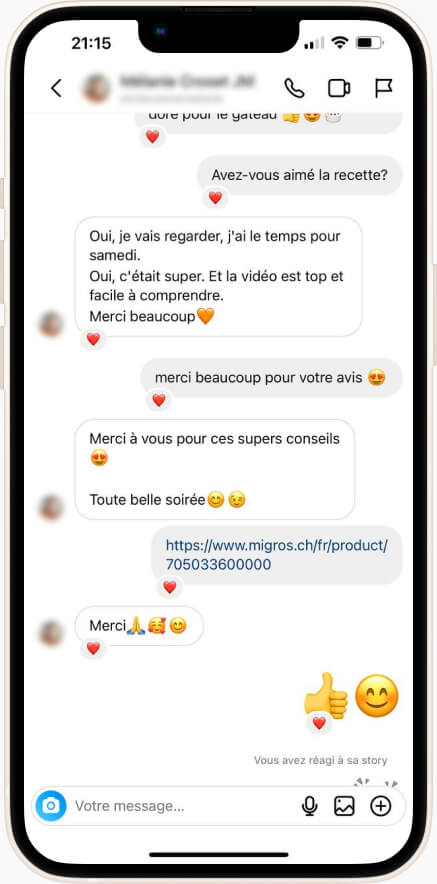 21:15
doré pour le gâteau 👍😍
Avez-vous aimé la recette?
Oui, je vais regarder, j'ai le temps pour
samedi.
Oui, c'était super. Et la vidéo est top et
facile à comprendre.
Merci beaucoup🧡
merci beaucoup pour votre avis 😍
Merci à vous pour ces supers conseils
😍
Toute belle soirée😊😉
https://www.migros.ch/fr/product/
705033600000
Merci🙏🥰😊
👍😊
Vous avez réagi à sa story
Votre message...